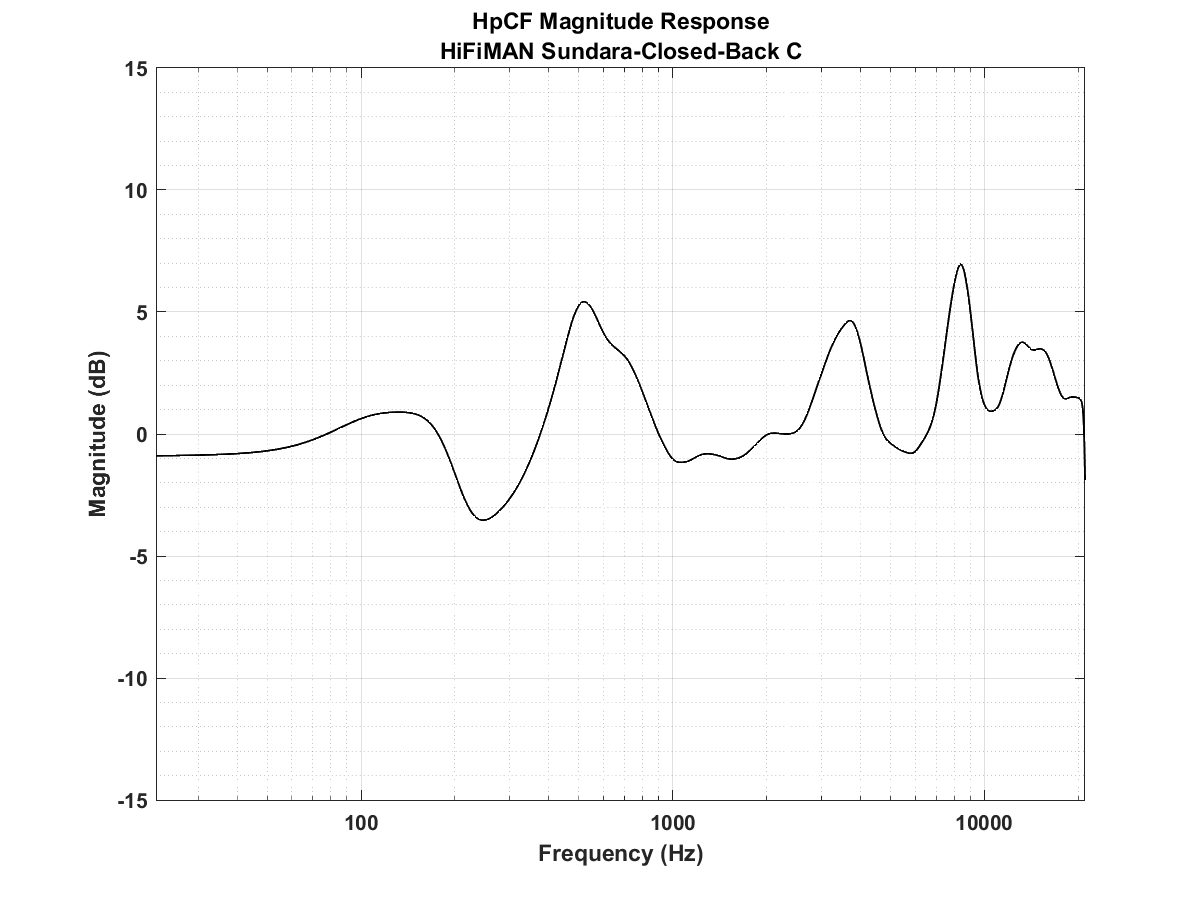 HpCF Magnitude Response
HiFiMAN Sundara-Closed-Back C
15
10
5
0
-5
-10
-15
Magnitude (dB)
100 1000 10000
Frequency (Hz)